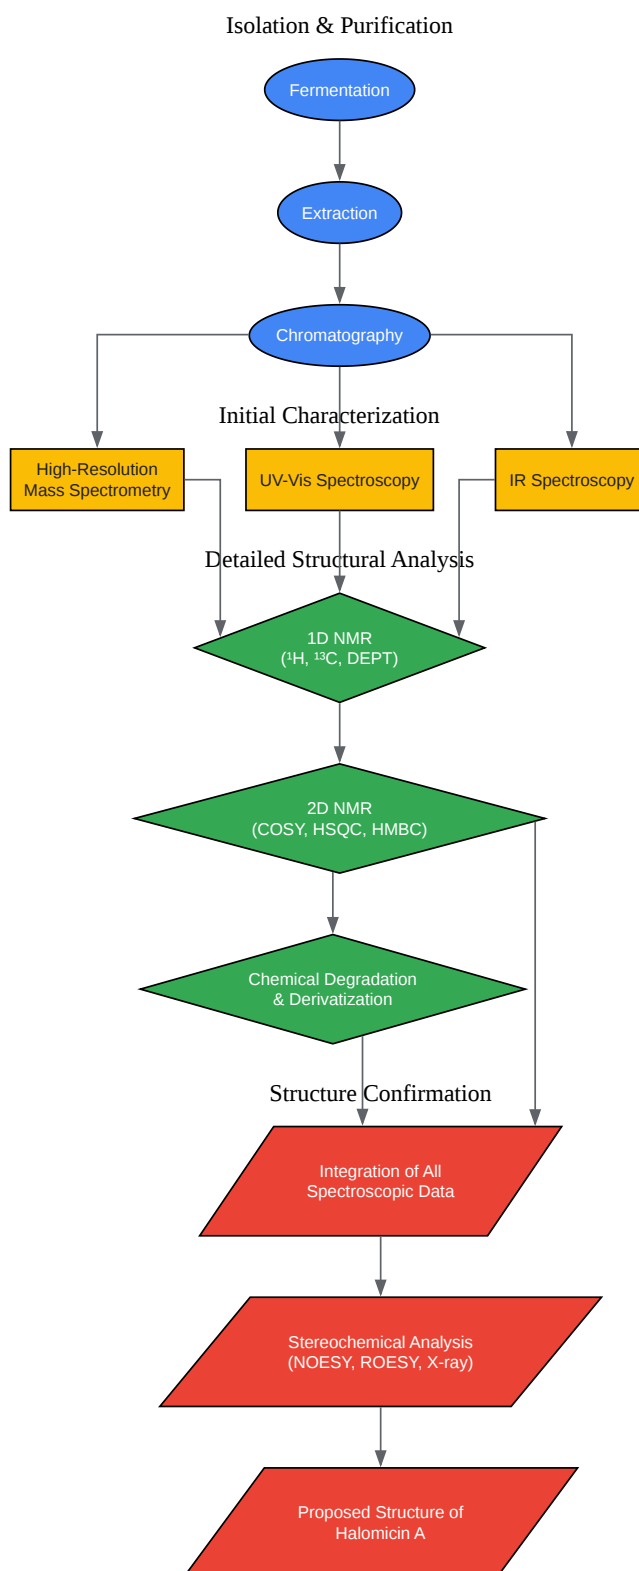 Isolation & Purification
Fermentation
Extraction
Chromatography
Initial Characterization
High-Resolution
Mass Spectrometry
UV-Vis Spectroscopy
IR Spectroscopy
Detailed Structural Analysis
1D NMR
(¹H, ¹³C, DEPT)
2D NMR
(COSY, HSQC, HMBC)
Chemical Degradation
& Derivatization
Structure Confirmation
Integration of All
Spectroscopic Data
Stereochemical Analysis
(NOESY, ROESY, X-ray)
Proposed Structure of
Halomicin A